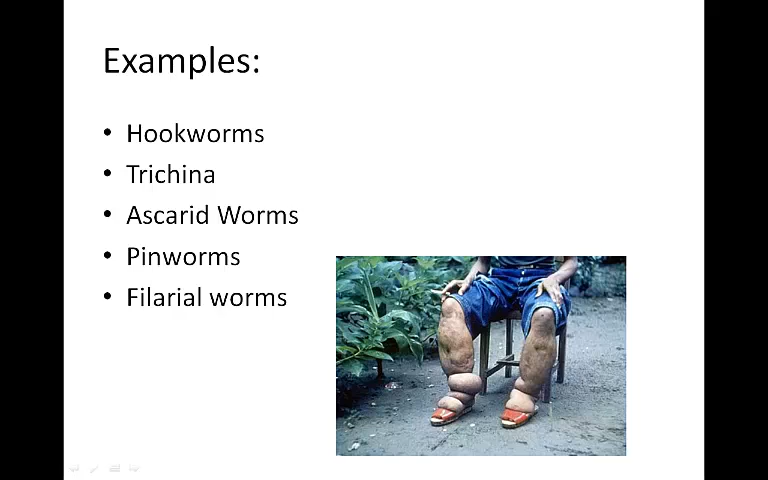 Examples:
• Hookworms
• Trichina
• Ascarid Worms
• Pinworms
• Filarial worms